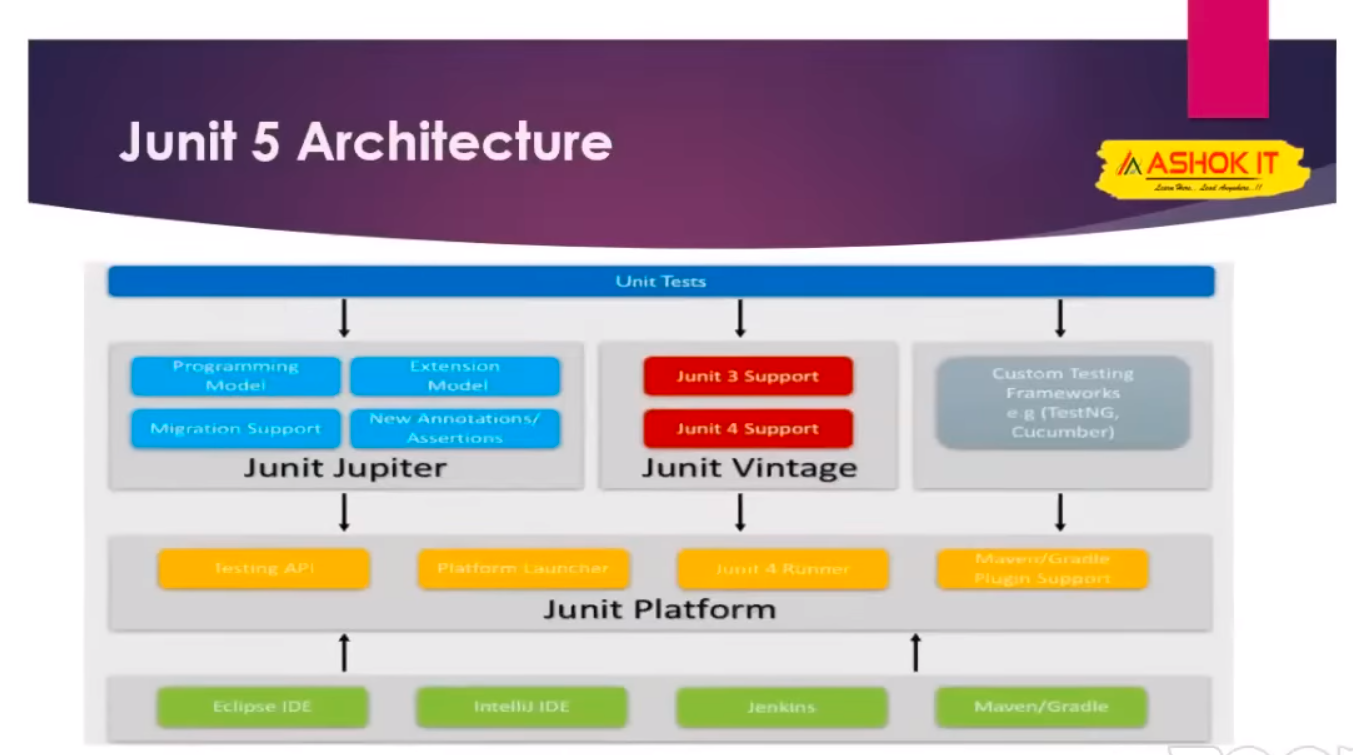 Junit 5 Architecture
ASHOK IT
Learn Here.. Lead Anywhere..!!
Unit Tests
Programming
Model
Extension
Model
Migration Support
New Annotations/
Assertions
Junit Jupiter
Junit 3 Support
Junit 4 Support
Junit Vintage
Custom Testing
Frameworks
e.g (TestNG,
Cucumber)
Testing API
Platform Launcher
Junit 4 Runner
Maven/Gradle
Plugin Support
Junit Platform
Eclipse IDE
IntelliJ IDE
Jenkins
Maven/Gradle